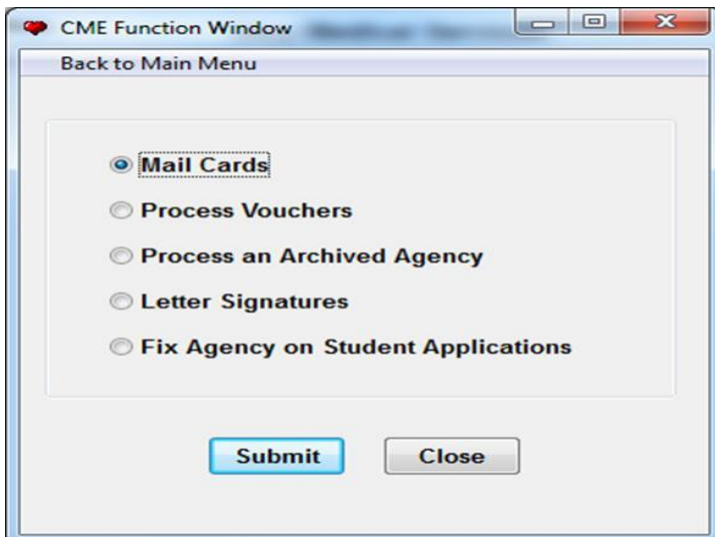 CME Function Window
Back to Main Menu
Mail Cards
Process Vouchers
Process an Archived Agency
Letter Signatures
Fix Agency on Student Applications
Submit Close